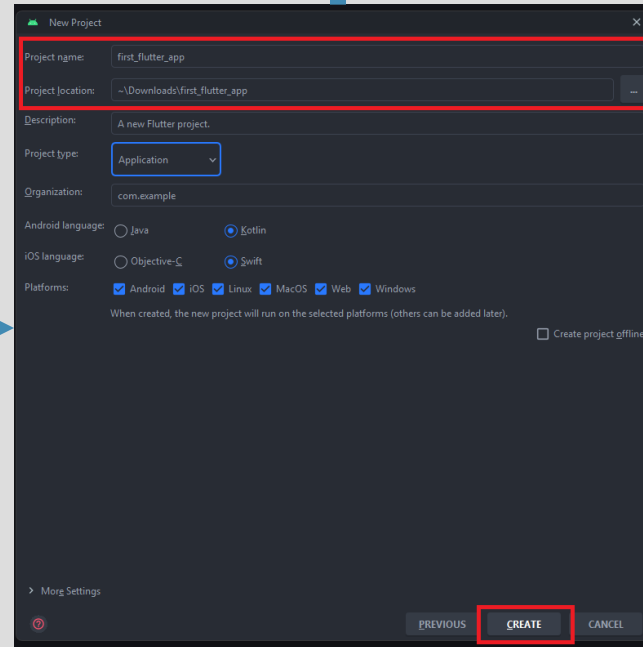 New Project
Project name: first_flutter_app
Project location: ~\Downloads\first_flutter_app ...
Description: A new Flutter project.
Project type: Application
Organization: com.example
Android language: Java Kotlin
iOS language: Objective-C Swift
Platforms: Android iOS Linux MacOS Web Windows
When created, the new project will run on the selected platforms (others can be added later).
Create project offline
More Settings
? PREVIOUS CREATE CANCEL